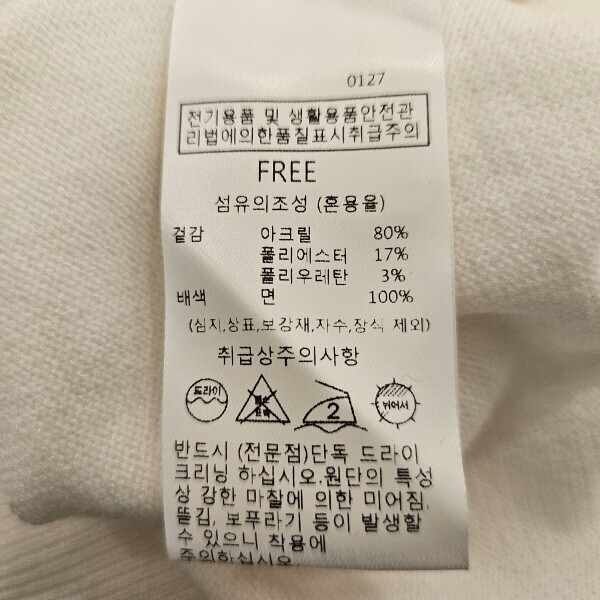 0127
전기용품 및 생활용품안전관
리법에의한품질표시취급주의
FREE
섬유의조성 (혼용율)
겉감 아크릴 80%
폴리에스터 17%
폴리우레탄 3%
배색 면 100%
(심지,상표,보강재,자수,장식 제외)
취급상주의사항
드라이 2 뉘어서
반드시 (전문점)단독 드라이
크리닝 하십시오.원단의 특성
상 강한 마찰에 의한 미어짐,
뜯김, 보푸라기 등이 발생할
수 있으니 착용에
주의하십시오.